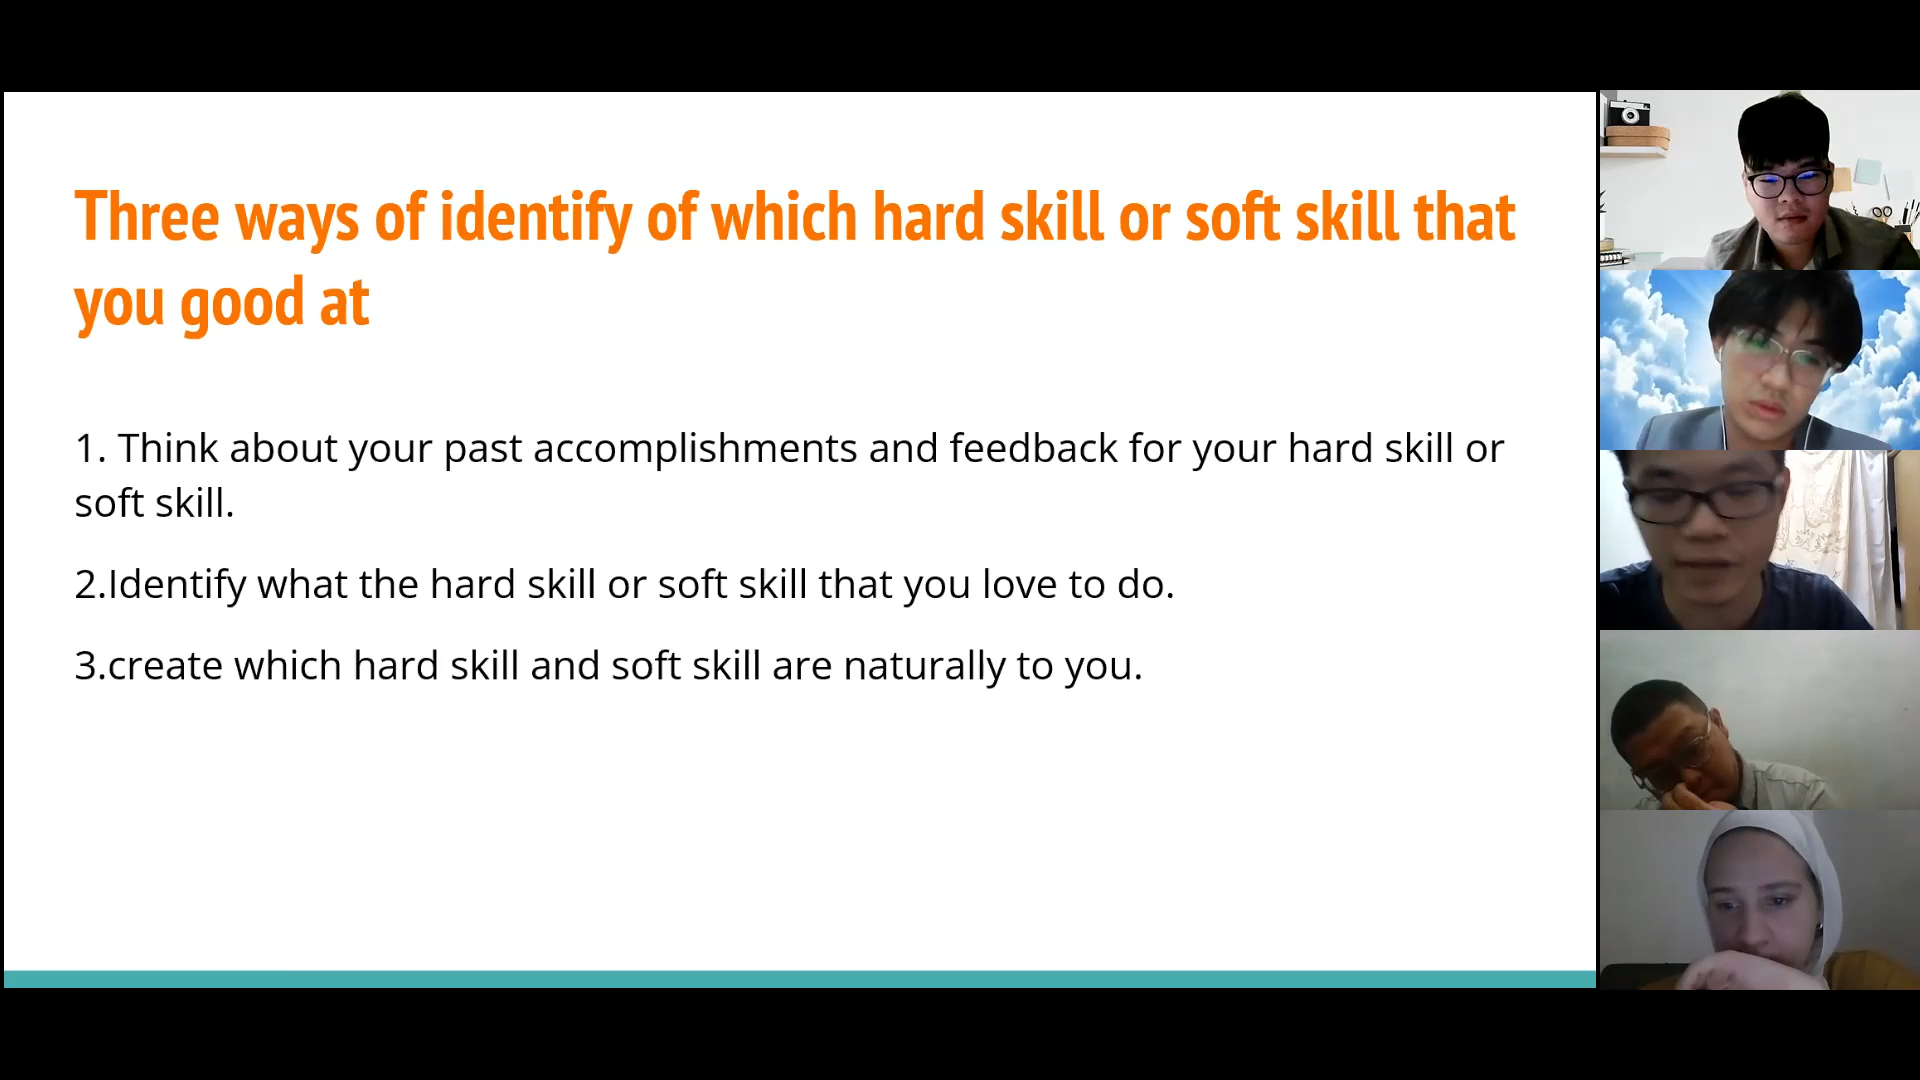 Three ways of identify of which hard skill or soft skill that
you good at
1. Think about your past accomplishments and feedback for your hard skill or
soft skill.
2.Identify what the hard skill or soft skill that you love to do.
3.create which hard skill and soft skill are naturally to you.